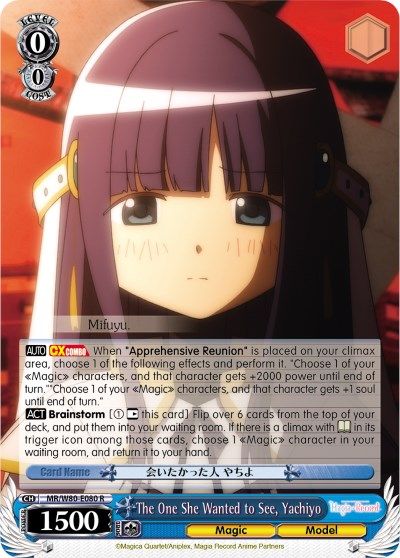 LEVEL
0
0
COST
Mifuyu.
AUTO CXCOMBO When "Apprehensive Reunion" is placed on your climax
area, choose 1 of the following effects and perform it. "Choose 1 of your
«Magic» characters, and that character gets +2000 power until end of
turn.""Choose 1 of your «Magic» characters, and that character gets +1 soul
until end of turn."
ACT Brainstorm [① this card] Flip over 6 cards from the top of your
deck, and put them into your waiting room. If there is a climax with in its
trigger icon among those cards, choose 1 «Magic» character in your
waiting room, and return it to your hand.
Card Name 会いたかった人 やちよ
CH MR/W80-E080 R The One She Wanted to See, Yachiyo
POWER 1500 Magic Model
©Magica Quartet/Aniplex, Magia Record Anime Partners